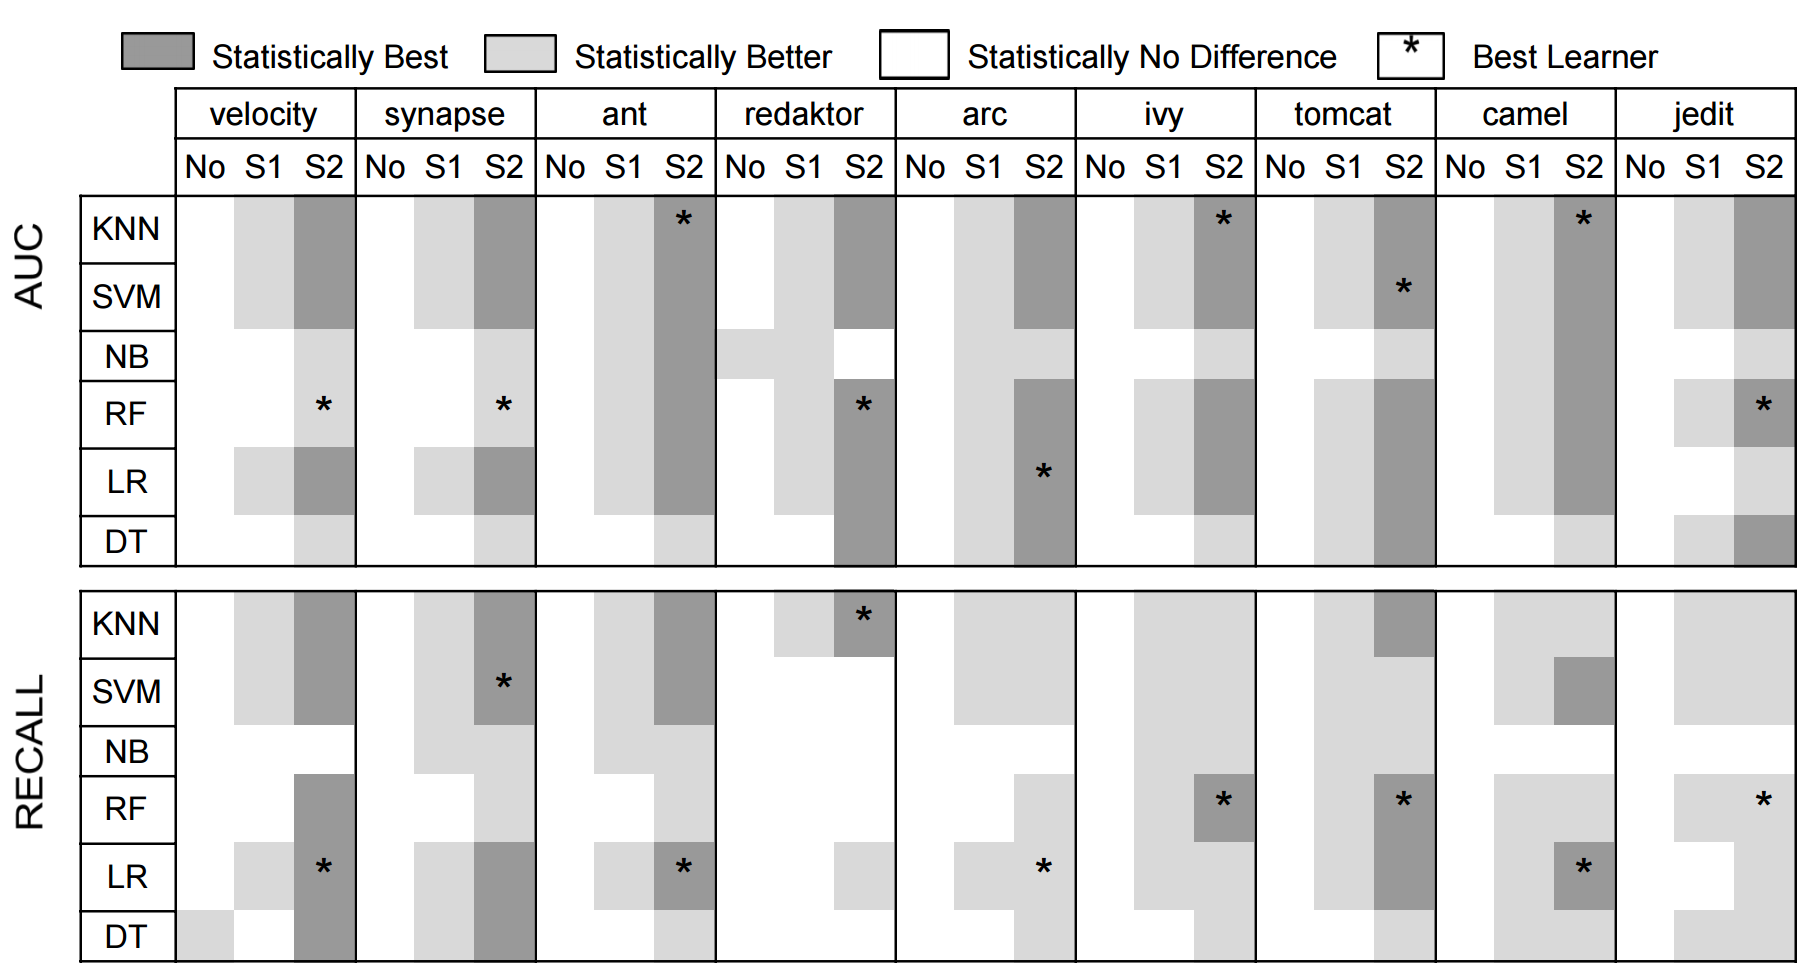 Statistically Best Statistically Better Statistically No Difference * Best Learner
velocity synapse ant redaktor arc ivy tomcat camel jedit
No S1 S2 No S1 S2 No S1 S2 No S1 S2 No S1 S2 No S1 S2 No S1 S2 No S1 S2 No S1 S2
AUC
KNN * * *
SVM *
NB
RF * * * *
LR *
DT
RECALL
KNN *
SVM *
NB
RF * * *
LR * * * *
DT